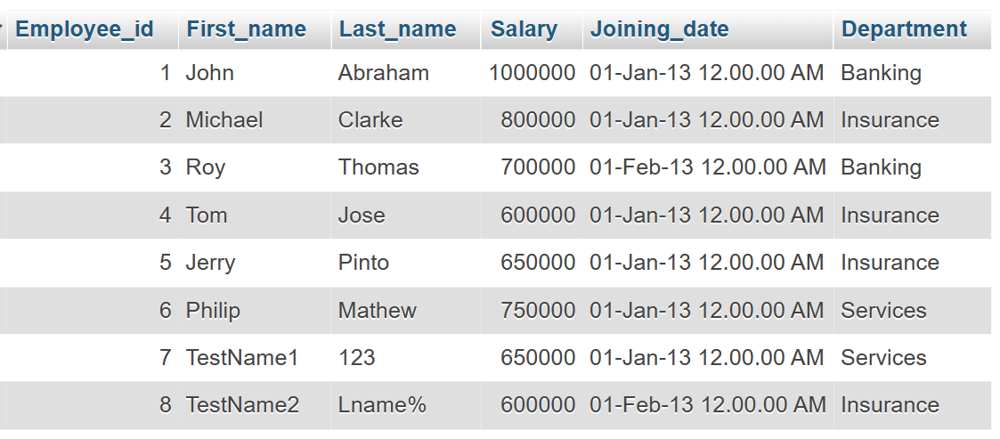 Employee_id First_name Last_name Salary Joining_date Department
1 John Abraham 1000000 01-Jan-13 12.00.00 AM Banking
2 Michael Clarke 800000 01-Jan-13 12.00.00 AM Insurance
3 Roy Thomas 700000 01-Feb-13 12.00.00 AM Banking
4 Tom Jose 600000 01-Jan-13 12.00.00 AM Insurance
5 Jerry Pinto 650000 01-Jan-13 12.00.00 AM Insurance
6 Philip Mathew 750000 01-Jan-13 12.00.00 AM Services
7 TestName1 123 650000 01-Jan-13 12.00.00 AM Services
8 TestName2 Lname% 600000 01-Feb-13 12.00.00 AM Insurance